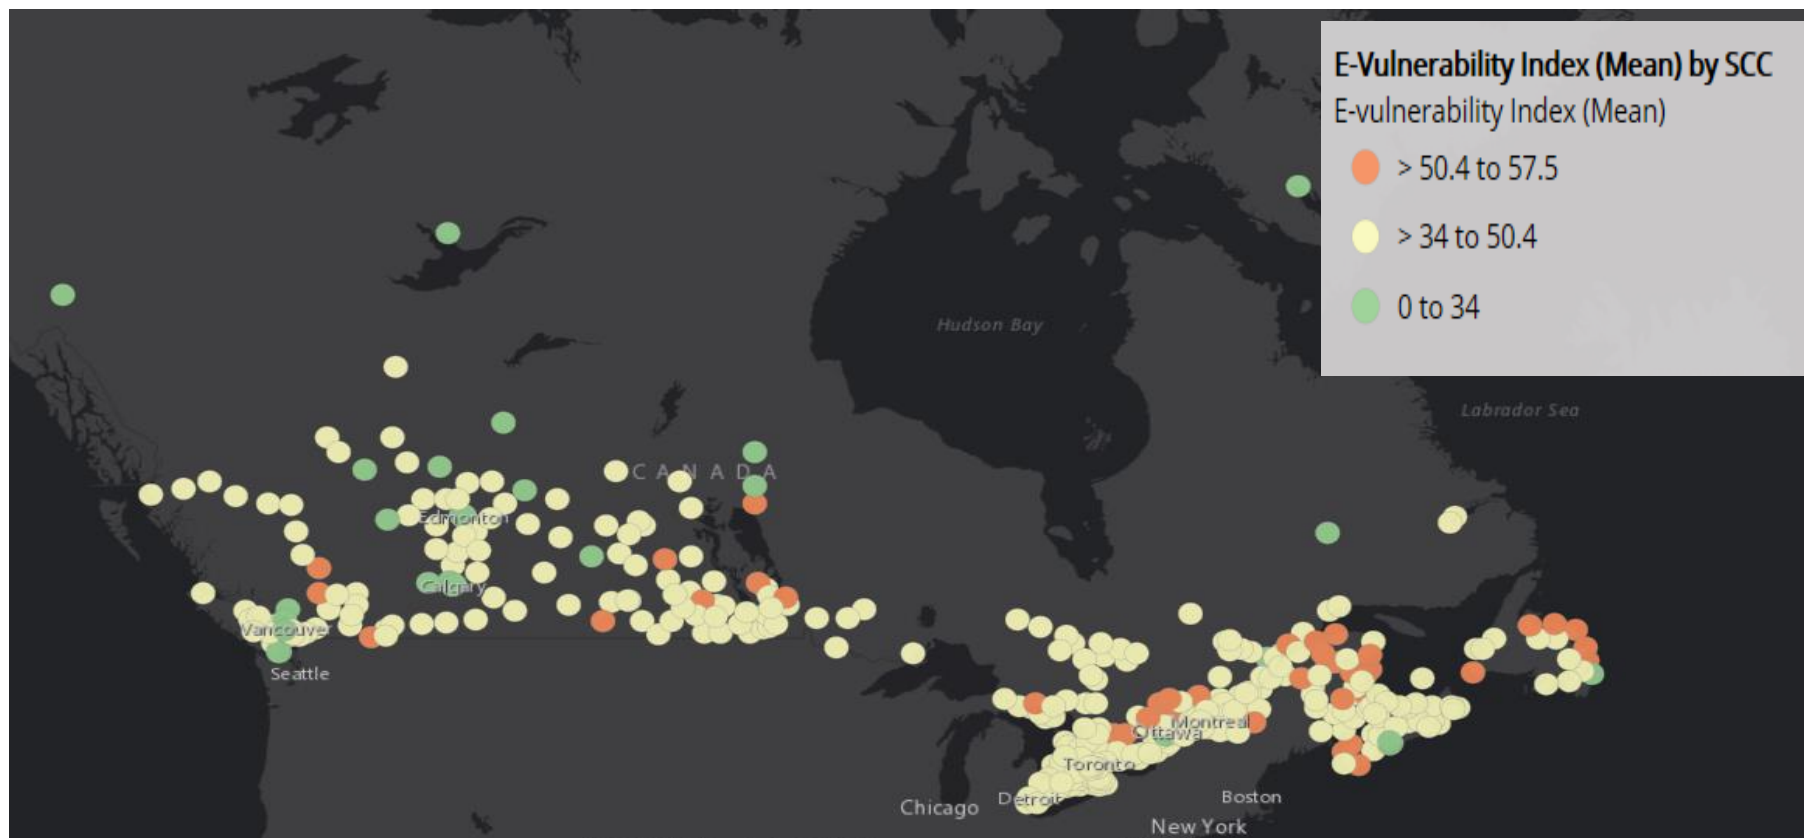 E-Vulnerability Index (Mean) by SCC
E-vulnerability Index (Mean)
> 50.4 to 57.5
> 34 to 50.4
0 to 34
Hudson Bay
Labrador Sea
CANADA
Edmonton
Calgary
Vancouver
Seattle
Montreal
Ottawa
Toronto
Detroit
Chicago
Boston
New York